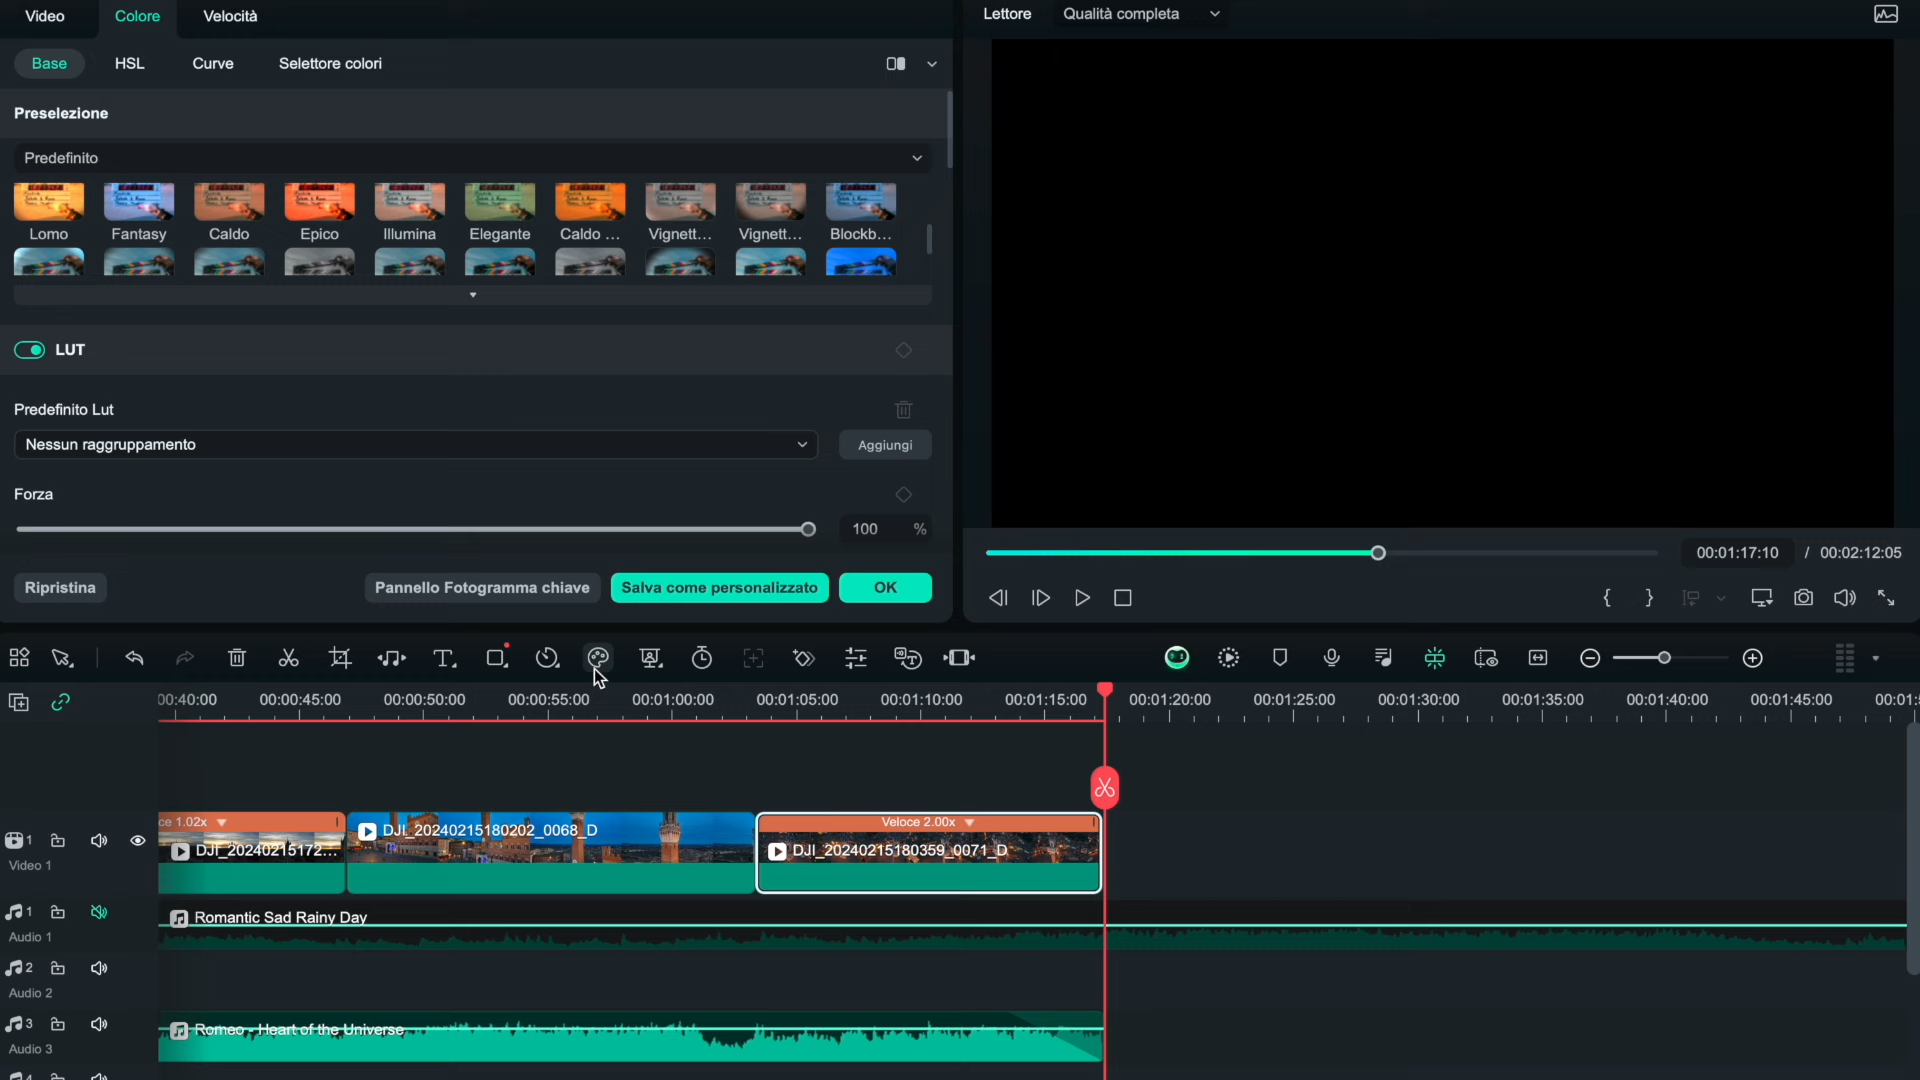 Video Colore Velocità
Lettore Qualità completa
Base HSL Curve Selettore colori
Preselezione
Predefinito
Lomo Fantasy Caldo Epico Illumina Elegante Caldo ... Vignett... Vignett... Blockb...
LUT
Predefinito Lut
Nessun raggruppamento Aggiungi
Forza
100 %
00:01:17:10 / 00:02:12:05
Ripristina Pannello Fotogramma chiave Salva come personalizzato OK
00:40:00 00:00:45:00 00:00:50:00 00:00:55:00 00:01:00:00 00:01:05:00 00:01:10:00 00:01:15:00 00:01:20:00 00:01:25:00 00:01:30:00 00:01:35:00 00:01:40:00 00:01:45:00 00:01:
ce 1.02x Veloce 2.00x
1 DJI_20240215180202_0068_D
DJI_20240215172... DJI_20240215180359_0071_D
Video 1
1 Romantic Sad Rainy Day
Audio 1
2
Audio 2
3 Romeo - Heart of the Universe
Audio 3